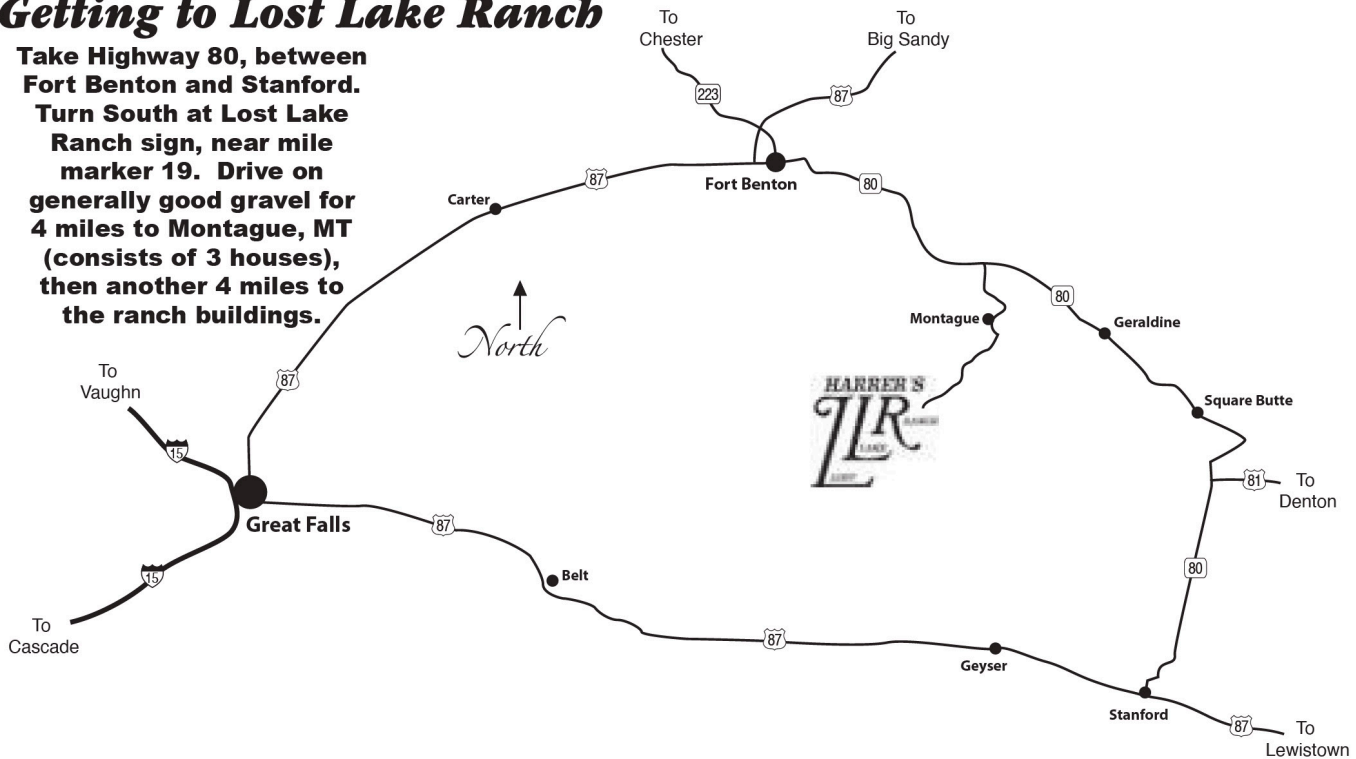 Getting to Lost Lake Ranch
Take Highway 80, between
Fort Benton and Stanford.
Turn South at Lost Lake
Ranch sign, near mile
marker 19.  Drive on
generally good gravel for
4 miles to Montague, MT
(consists of 3 houses),
then another 4 miles to
the ranch buildings.
To
Chester
To
Big Sandy
223
87
87
Fort Benton
80
Carter
North
80
Montague
Geraldine
87
To
Vaughn
HARRER'S
LLR
RANCH
LAKE
LOST
Square Butte
15
81
To
Denton
Great Falls
87
80
Belt
15
To
Cascade
87
Geyser
Stanford
87
To
Lewistown